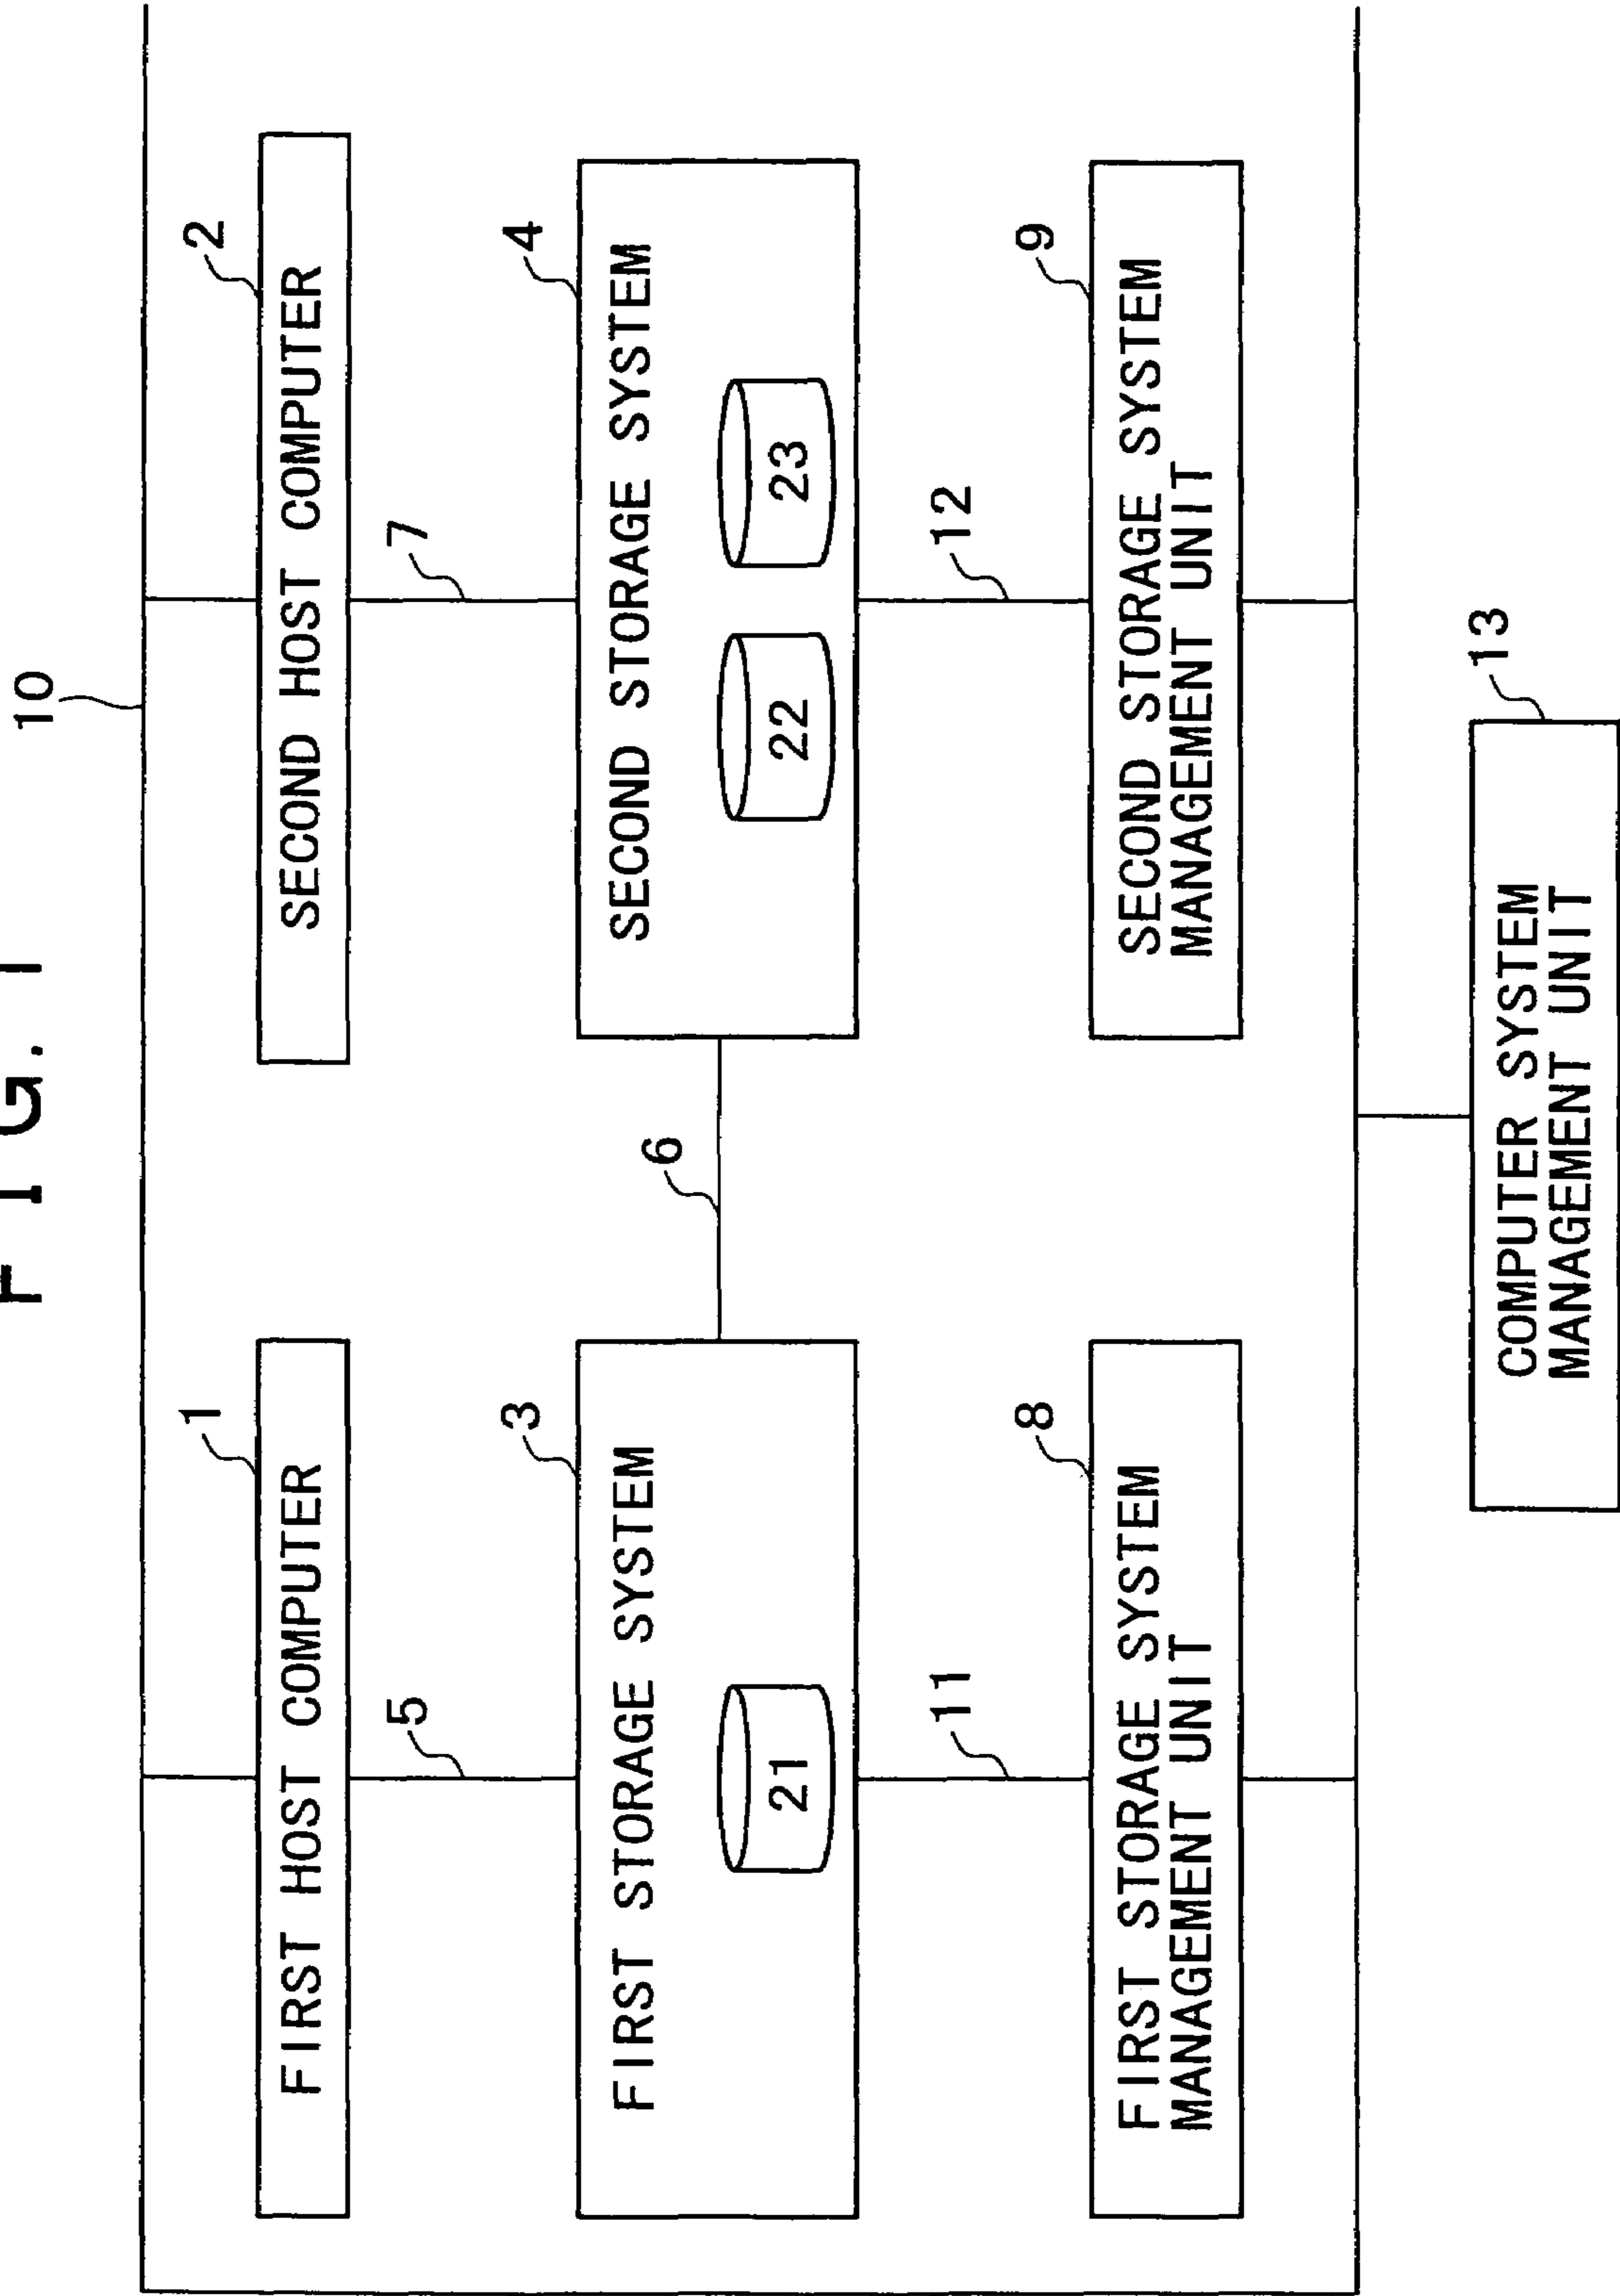 FIG. 1
10
1
FIRST HOST COMPUTER
2
SECOND HOST COMPUTER
5
7
3
FIRST STORAGE SYSTEM
21
6
4
SECOND STORAGE SYSTEM
22
23
11
12
8
FIRST STORAGE SYSTEM
MANAGEMENT UNIT
9
SECOND STORAGE SYSTEM
MANAGEMENT UNIT
13
COMPUTER SYSTEM
MANAGEMENT UNIT